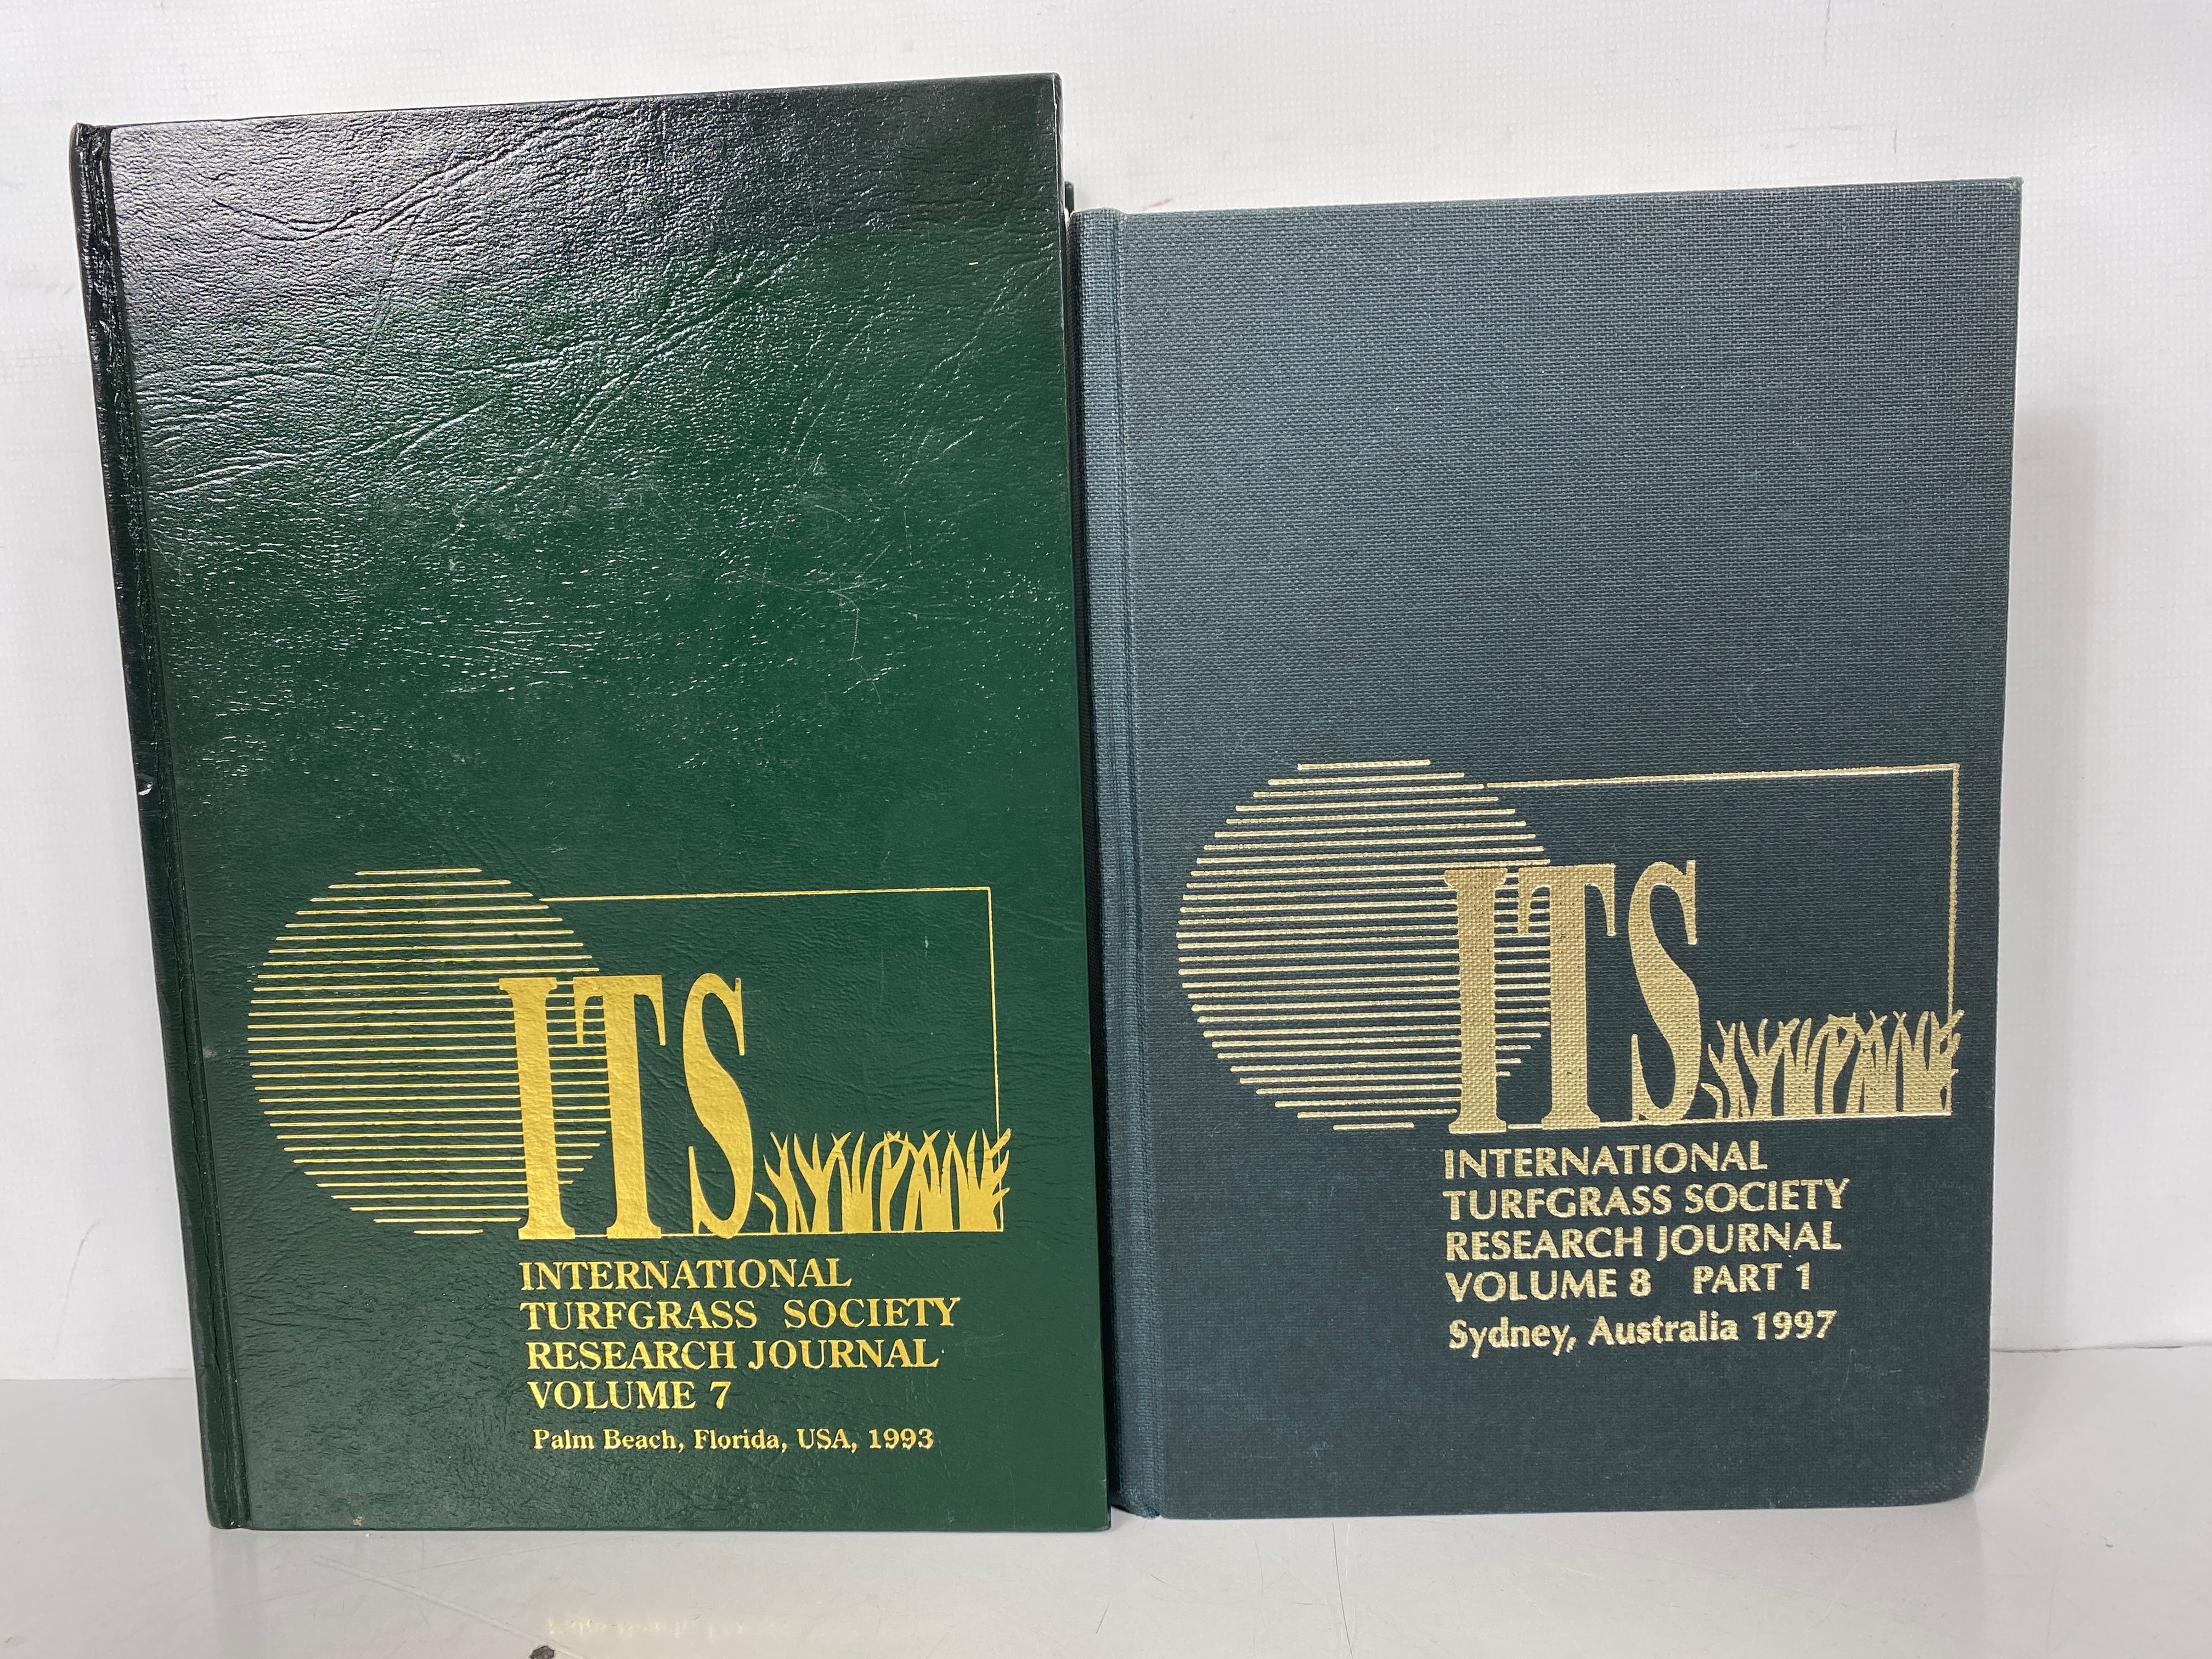 ITS
INTERNATIONAL
TURFGRASS SOCIETY
RESEARCH JOURNAL
VOLUME 7
Palm Beach, Florida, USA, 1993
ITS
INTERNATIONAL
TURFGRASS SOCIETY
RESEARCH JOURNAL
VOLUME 8 PART 1
Sydney, Australia 1997